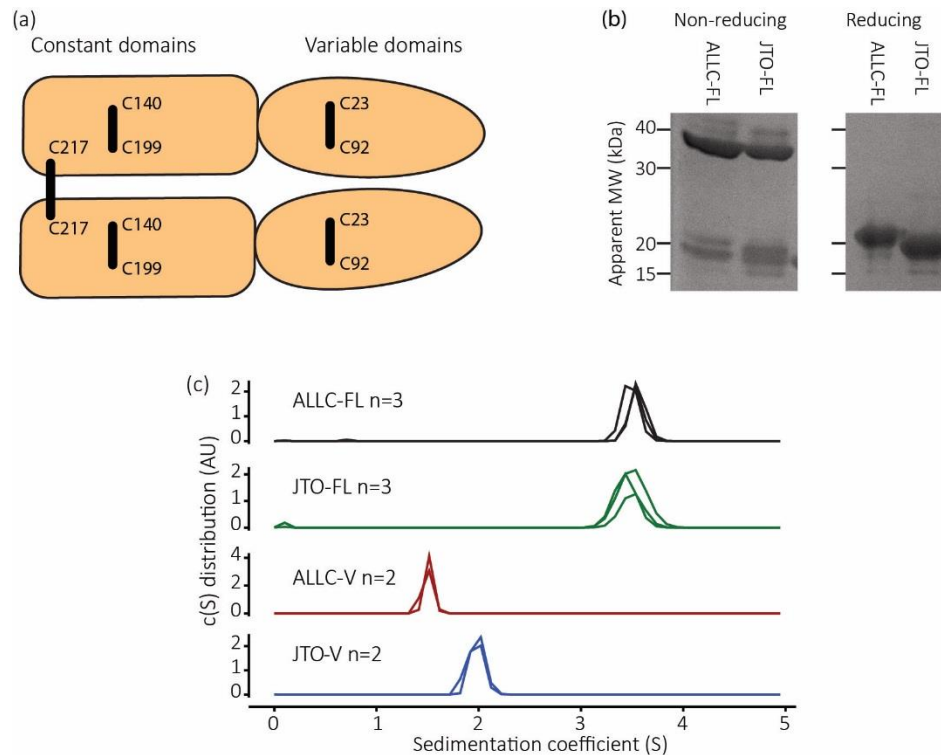 (a)
Constant domains Variable domains
C140
C199
C217
C23
C92
C217
C140
C199
C23
C92
(b)
Non-reducing Reducing
ALLC-FL
JTO-FL
ALLC-FL
JTO-FL
Apparent MW (kDa)
40
30
20
15
(c)
c(S) distribution (AU)
2
1
0
ALLC-FL n=3
2
1
0
JTO-FL n=3
4
2
0
ALLC-V n=2
2
1
0
JTO-V n=2
0 1 2 3 4 5
Sedimentation coefficient (S)